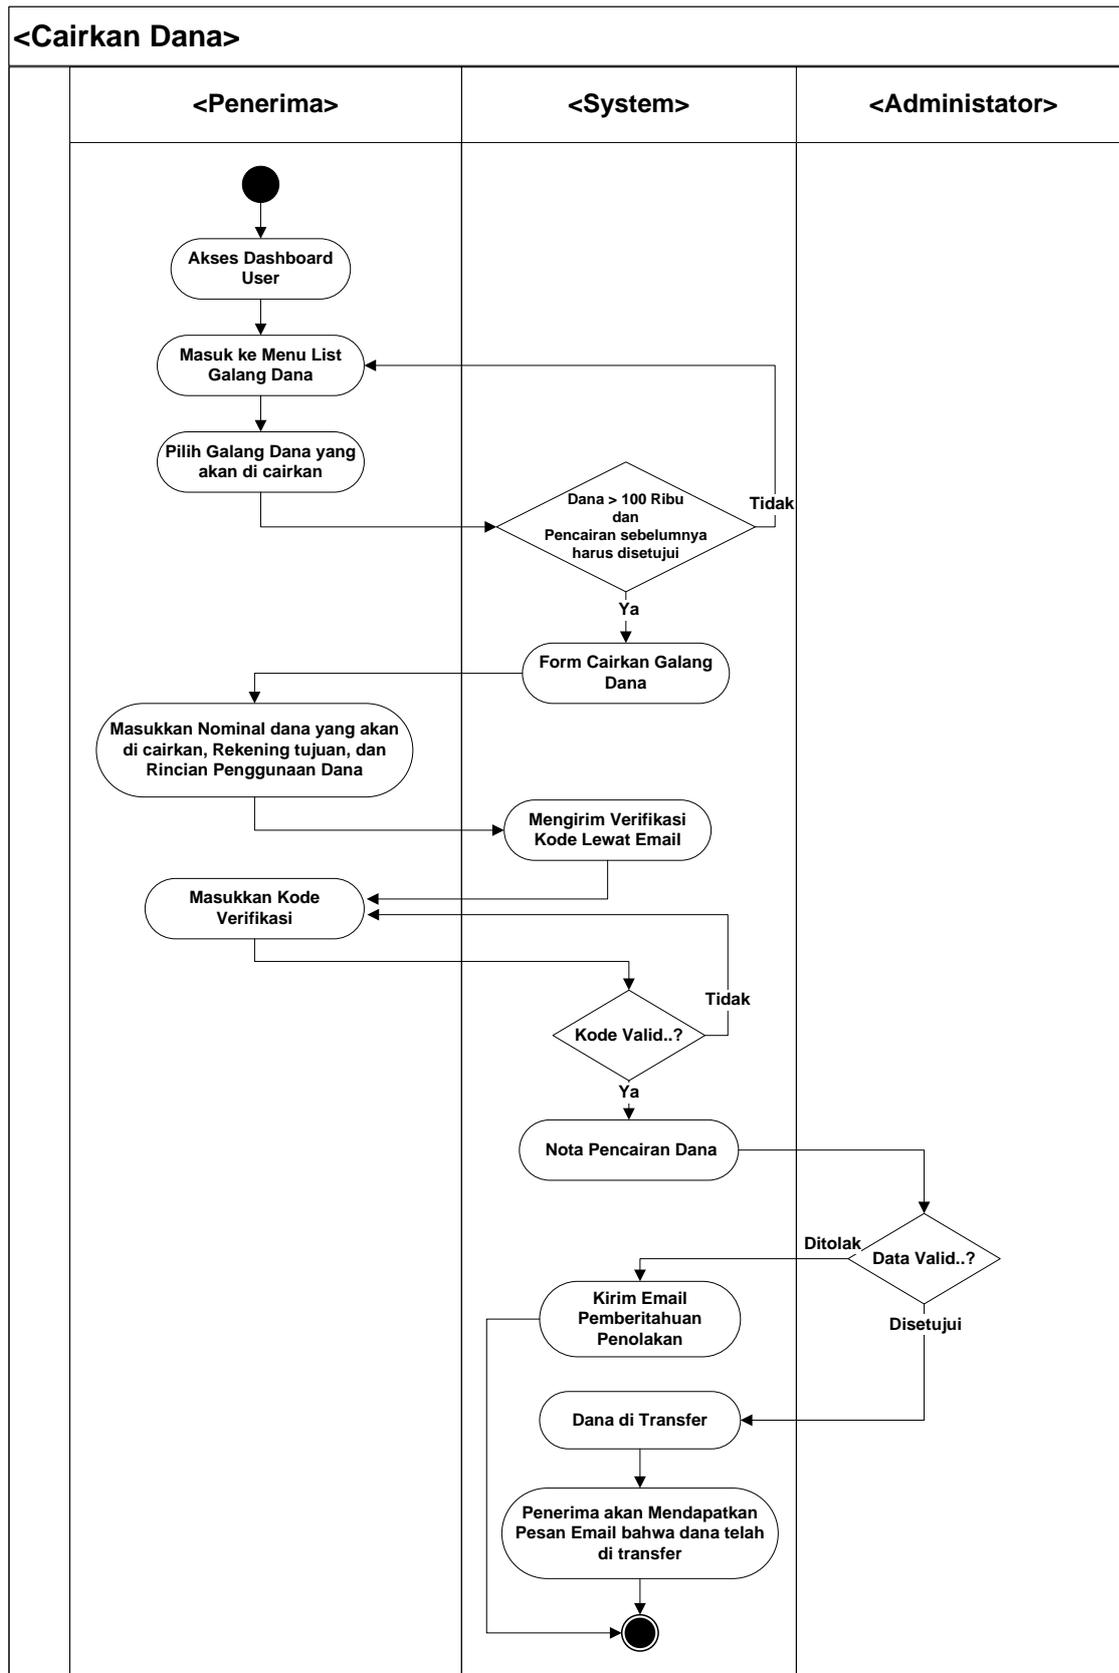 <Cairkan Dana>
<Penerima>
<System>
<Administator>
Akses Dashboard
User
Masuk ke Menu List
Galang Dana
Pilih Galang Dana yang
akan di cairkan
Dana > 100 Ribu
dan
Pencairan sebelumnya
harus disetujui
Tidak
Ya
Form Cairkan Galang
Dana
Masukkan Nominal dana yang akan
di cairkan, Rekening tujuan, dan
Rincian Penggunaan Dana
Mengirim Verifikasi
Kode Lewat Email
Masukkan Kode
Verifikasi
Tidak
Kode Valid..?
Ya
Nota Pencairan Dana
Ditolak
Data Valid..?
Kirim Email
Pemberitahuan
Penolakan
Disetujui
Dana di Transfer
Penerima akan Mendapatkan
Pesan Email bahwa dana telah
di transfer